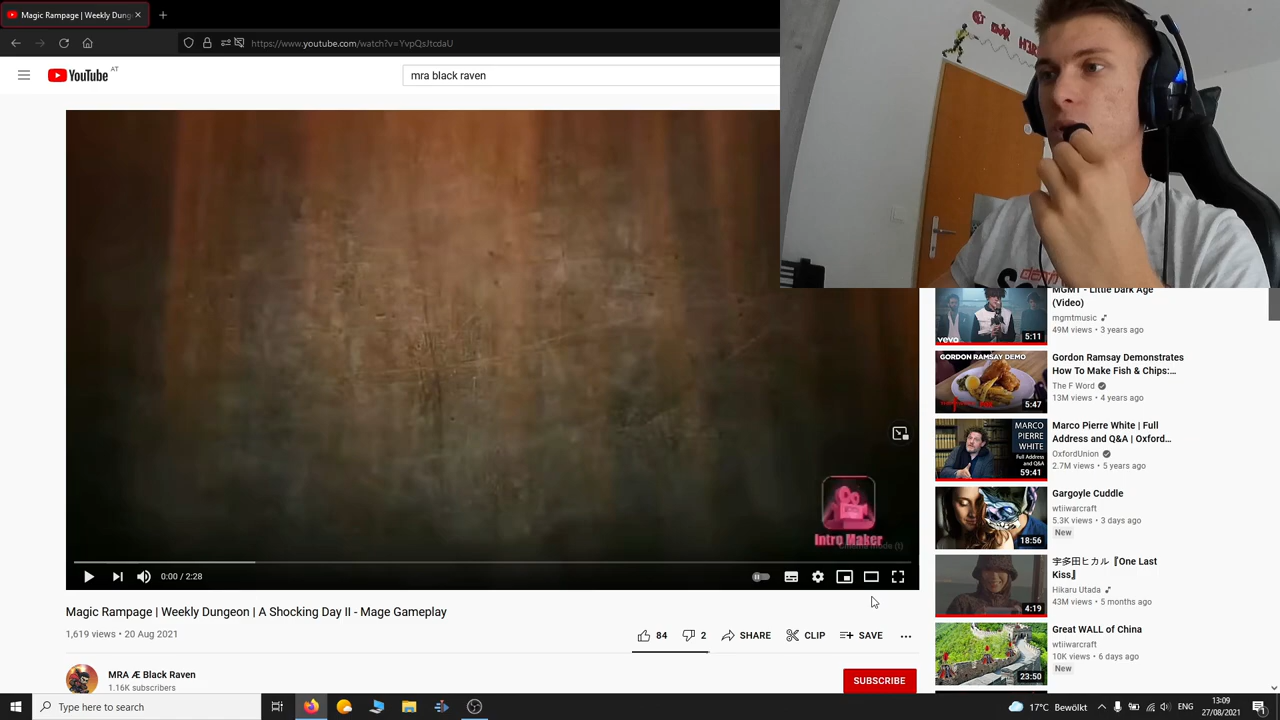 Magic Rampage | Weekly Dung
https://www.youtube.com/watch?v=YvpQsJtcdaU
YouTube
AT
mra black raven
Intro Maker
Cinema mode (t)
0:00 / 2:28
Magic Rampage | Weekly Dungeon | A Shocking Day II - Max Gameplay
1,619 views • 20 Aug 2021
84
2
SHARE
CLIP
SAVE
MRA Æ Black Raven
1.16K subscribers
SUBSCRIBE
MGMT - Little Dark Age
(Video)
mgmtmusic
49M views • 3 years ago
vevo
5:11
GORDON RAMSAY DEMO
5:47
Gordon Ramsay Demonstrates
How To Make Fish & Chips:...
The F Word
13M views • 4 years ago
MARCO
PIERRE
WHITE
Full Address
and Q&A
59:41
Marco Pierre White | Full
Address and Q&A | Oxford...
OxfordUnion
2.7M views • 5 years ago
18:56
Gargoyle Cuddle
wtiiwarcraft
5.3K views • 3 days ago
New
4:19
宇多田ヒカル『One Last
Kiss』
Hikaru Utada
43M views • 5 months ago
23:50
Great WALL of China
wtiiwarcraft
10K views • 6 days ago
New
Type here to search
17°C Bewölkt
ENG
13:09
27/08/2021
1